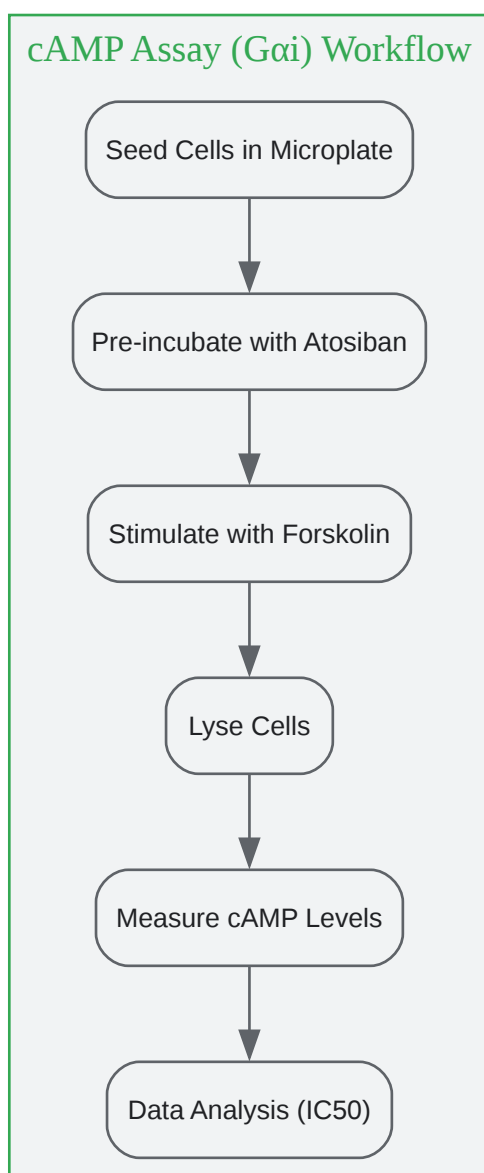 cAMP Assay (Gαi) Workflow
Seed Cells in Microplate
Pre-incubate with Atosiban
Stimulate with Forskolin
Lyse Cells
Measure cAMP Levels
Data Analysis (IC50)